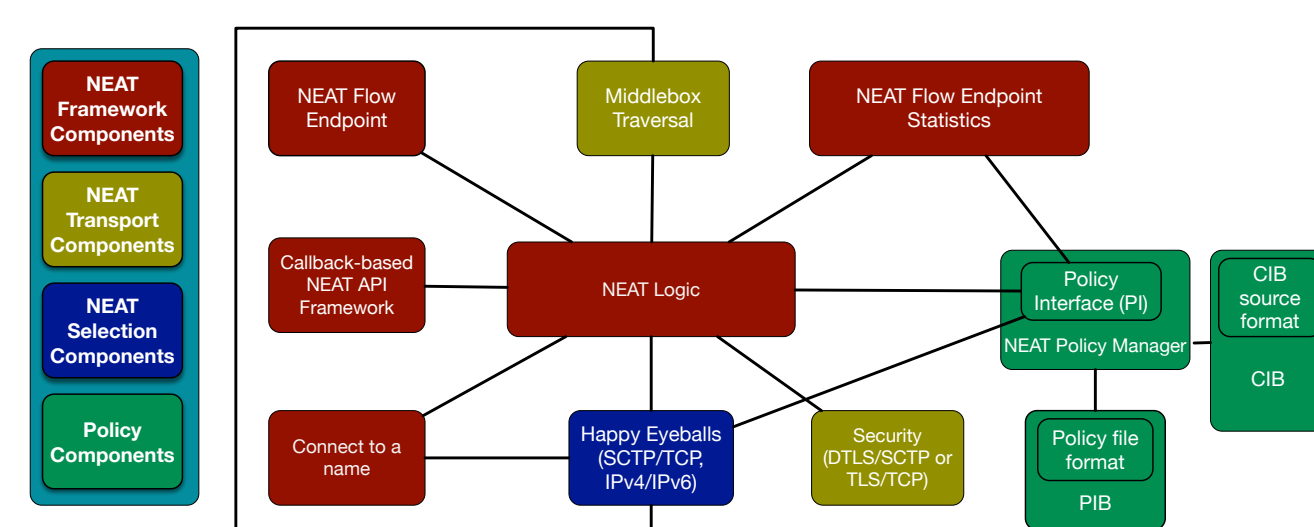 NEAT
Framework
Components
NEAT
Transport
Components
NEAT
Selection
Components
Policy
Components
NEAT Flow
Endpoint
Middlebox
Traversal
NEAT Flow Endpoint
Statistics
Callback-based
NEAT API
Framework
NEAT Logic
Policy
Interface (PI)
NEAT Policy Manager
CIB
source
format
CIB
Connect to a
name
Happy Eyeballs
(SCTP/TCP,
IPv4/IPv6)
Security
(DTLS/SCTP or
TLS/TCP)
Policy file
format
PIB